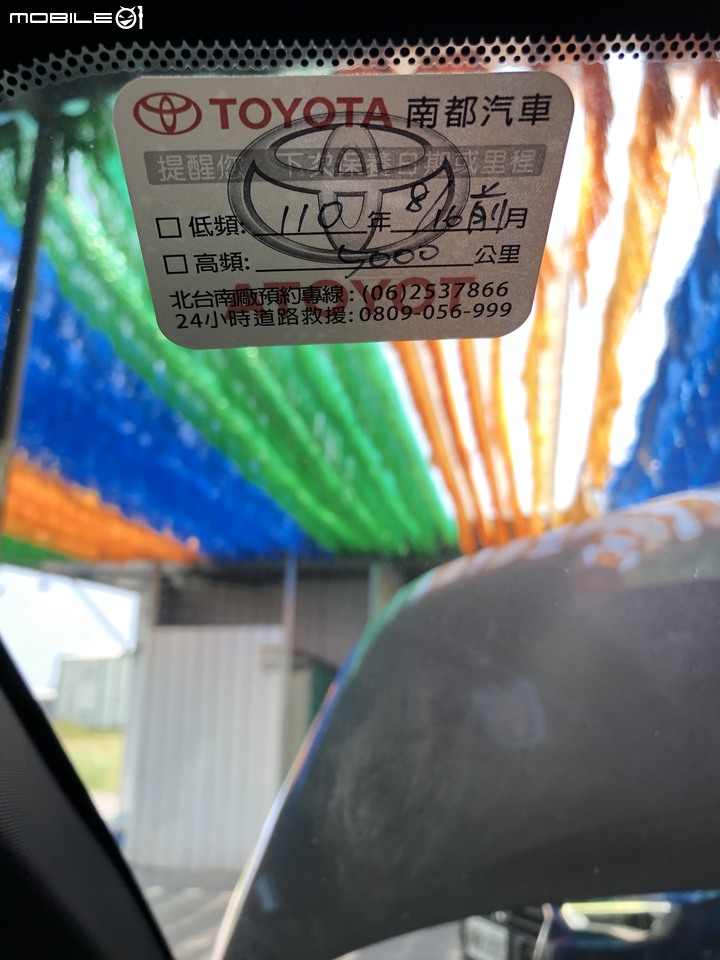 MOBILE01
TOYOTA 南都汽車
提醒您 下次保養日期或里程
□ 低頻: 110 年 8/16前 月
□ 高頻: 5000 公里
北台南廠預約專線:(06)2537866
24小時道路救援:0809-056-999